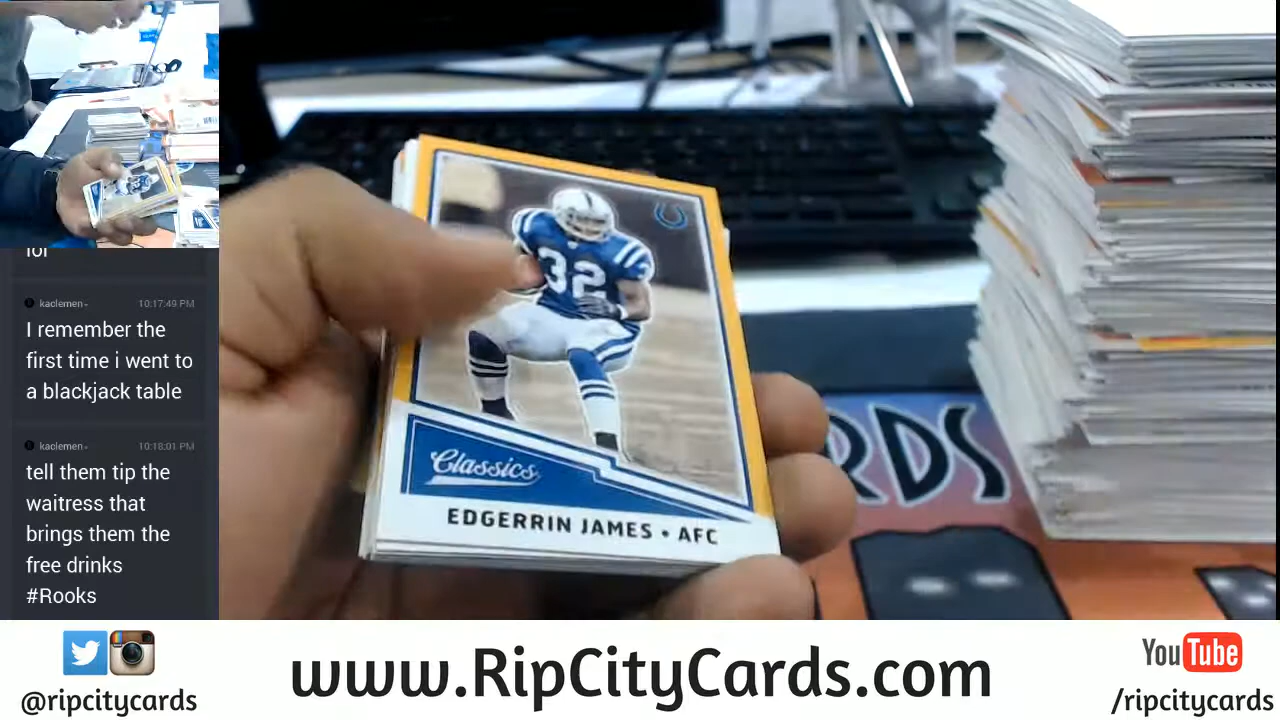 for
kaclemen-
10:17:49 PM
I remember the
first time i went to
a blackjack table
kaclemen-
10:18:01 PM
tell them tip the
waitress that
brings them the
free drinks
#Rooks
32
Classics
EDGERRIN JAMES • AFC
RDS
@ripcitycards
www.RipCityCards.com
YouTube
/ripcitycards